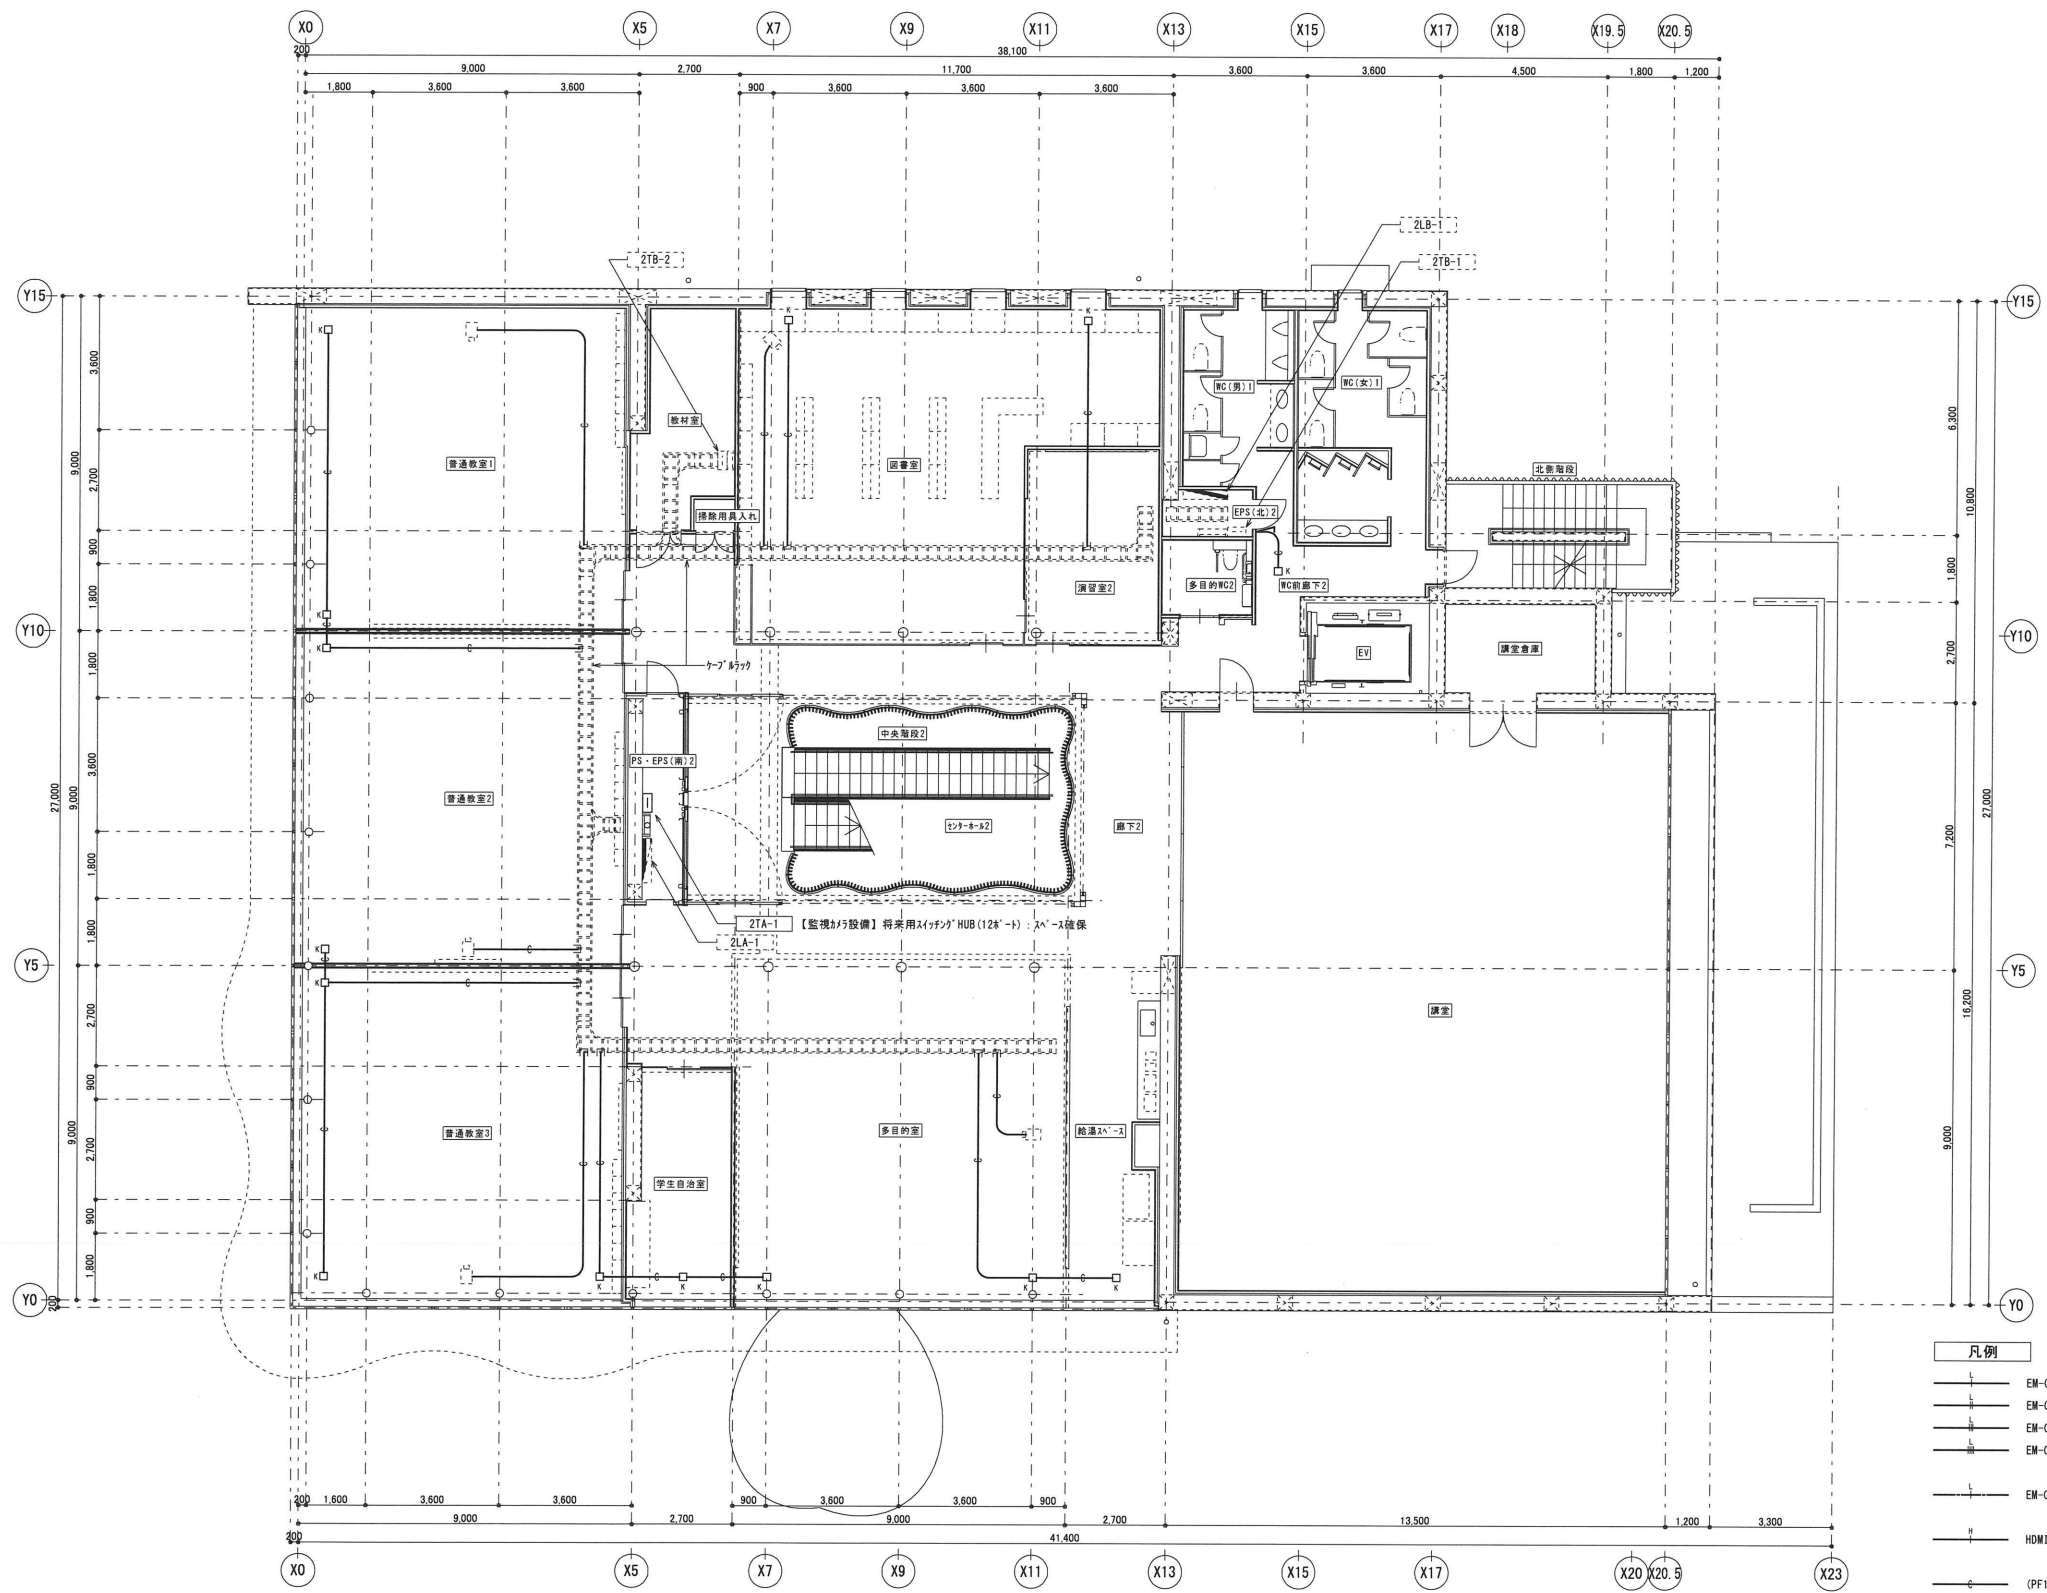 X0 X5 X7 X9 X11 X13 X15 X17 X18 X19.5 X20.5
200 38,100
9,000 2,700 11,700 3,600 3,600 4,500 1,800 1,200
1,800 3,600 3,600 900 3,600 3,600 3,600
2LB-1
2TB-2
2TB-1
Y15
Y15
K
K
K
教材室
WC(男)1
WC(女)1
普通教室1
図書室
北側階段
掃除用具入れ
EPS(北)2
演習室2
多目的WC2
WC前廊下2
K
K
Y10
Y10
K
ケーブルラック
EV
講堂倉庫
中央階段2
PS・EPS(南)2
普通教室2
センターホール2
廊下2
2TA-1 【監視カメラ設備】将来用スイッチングHUB(12ポート):スペース確保
2LA-1
Y5
Y5
K
K
講堂
普通教室3
多目的室
給湯スペース
学生自治室
K
K
K
K
K
K
Y0
Y0
3,600
2,700
900
1,800
1,800
3,600
1,800
1,800
2,700
900
2,700
900
1,800
200
9,000
9,000
9,000
27,000
6,300
1,800
2,700
7,200
9,000
10,800
16,200
27,000
凡例
L EM-C
L EM-C
L EM-C
L EM-C
L EM-C
H HDMI
C (PF1
200 1,600 3,600 3,600 900 3,600 3,600 900
9,000 2,700 9,000 2,700 13,500 1,200 3,300
200 41,400
X0 X5 X7 X9 X11 X13 X15 X17 X20 X20.5 X23